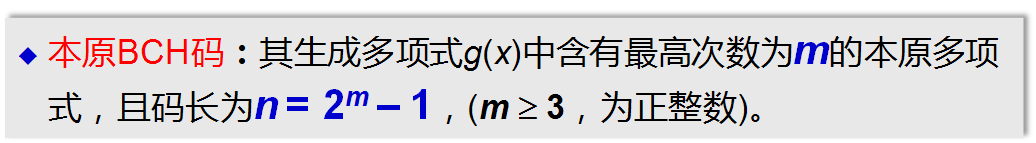 ◆ 本原BCH码：其生成多项式g(x)中含有最高次数为m的本原多项
式，且码长为n = 2ᵐ – 1，(m ≥ 3，为正整数)。